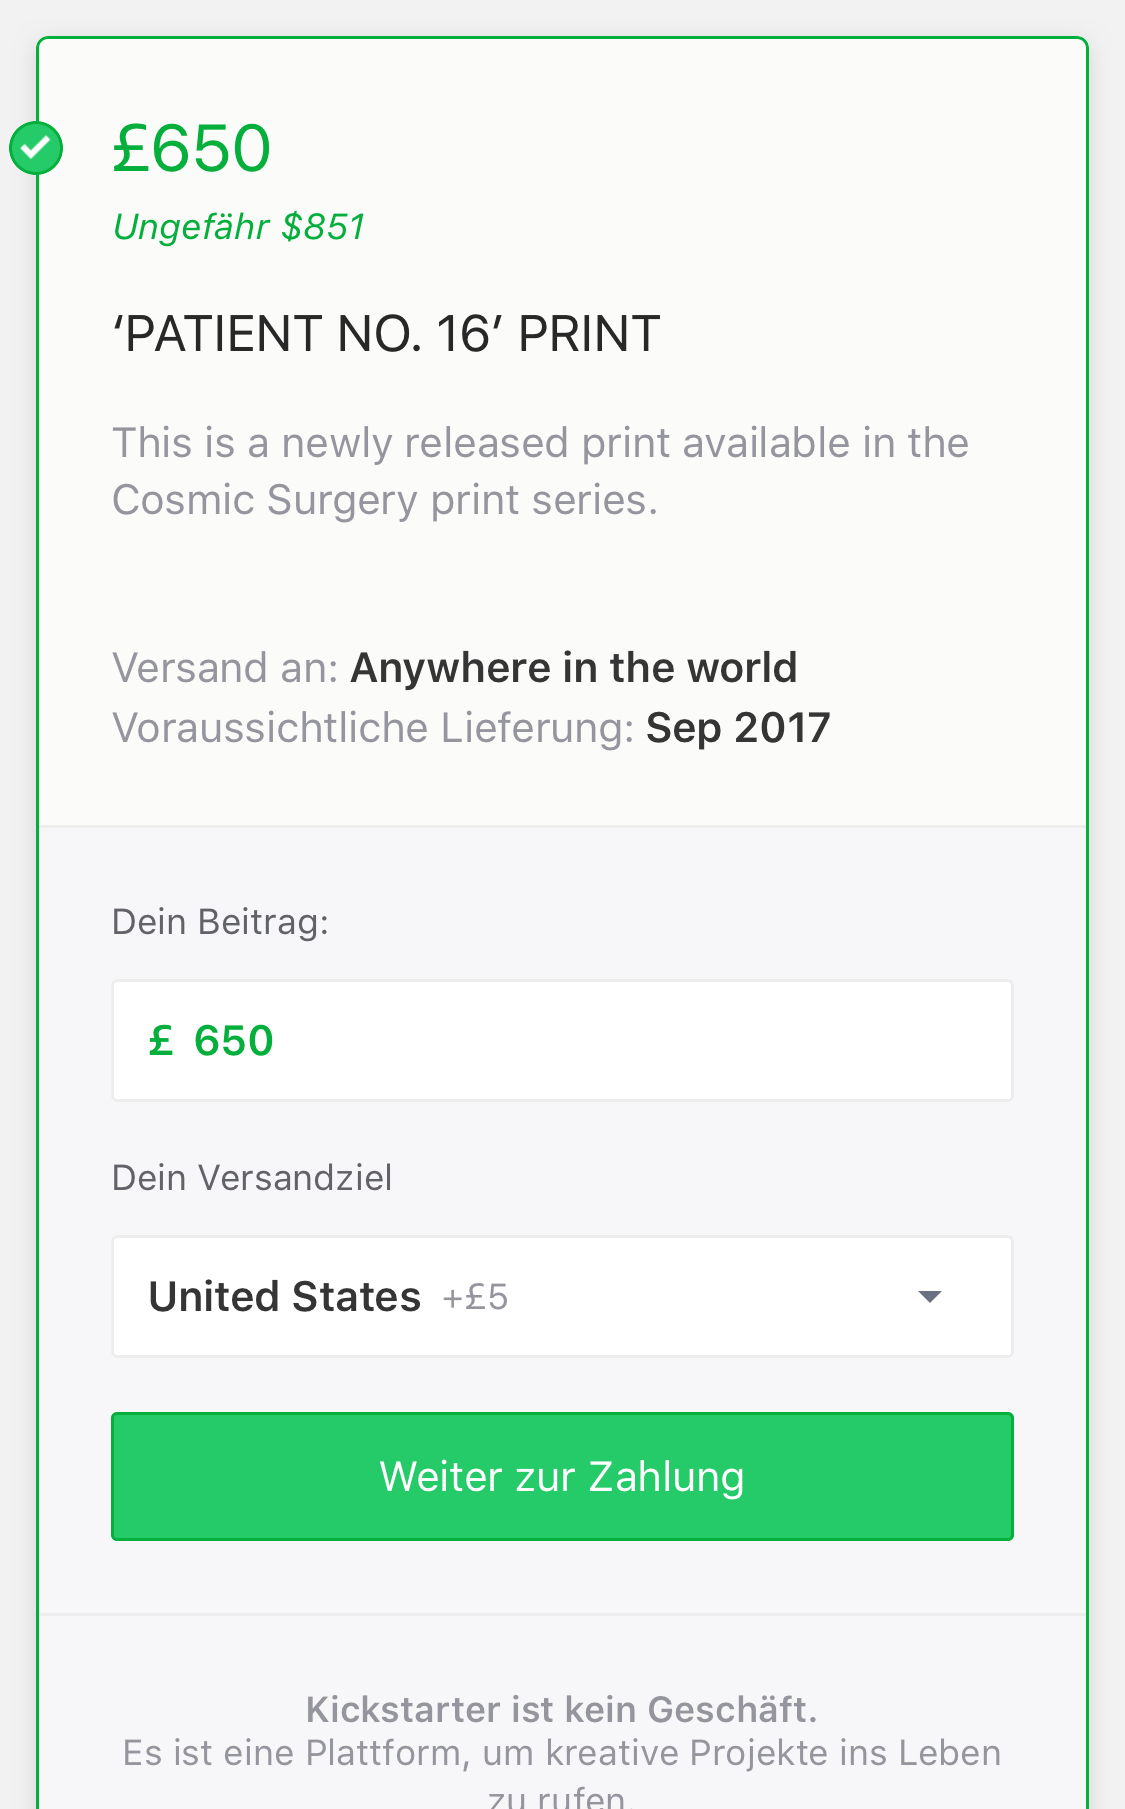 £650
Ungefähr $851
‘PATIENT NO. 16’ PRINT
This is a newly released print available in the
Cosmic Surgery print series.
Versand an: Anywhere in the world
Voraussichtliche Lieferung: Sep 2017
Dein Beitrag:
£ 650
Dein Versandziel
United States +£5
Weiter zur Zahlung
Kickstarter ist kein Geschäft.
Es ist eine Plattform, um kreative Projekte ins Leben
zu rufen.